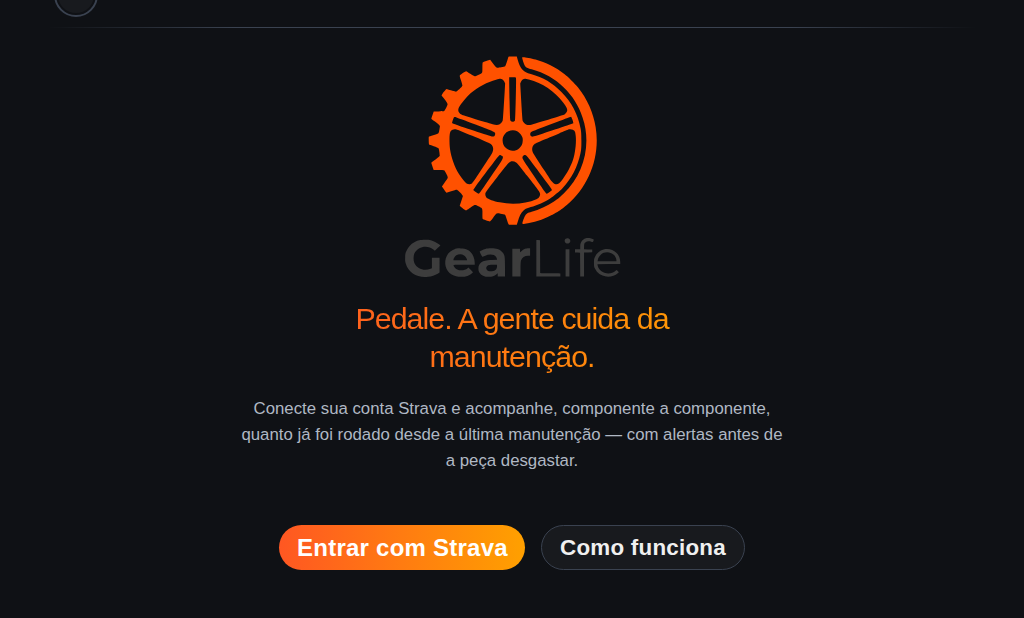 GearLife
Pedale. A gente cuida da
manutenção.
Conecte sua conta Strava e acompanhe, componente a componente,
quanto já foi rodado desde a última manutenção — com alertas antes de
a peça desgastar.
Entrar com Strava
Como funciona